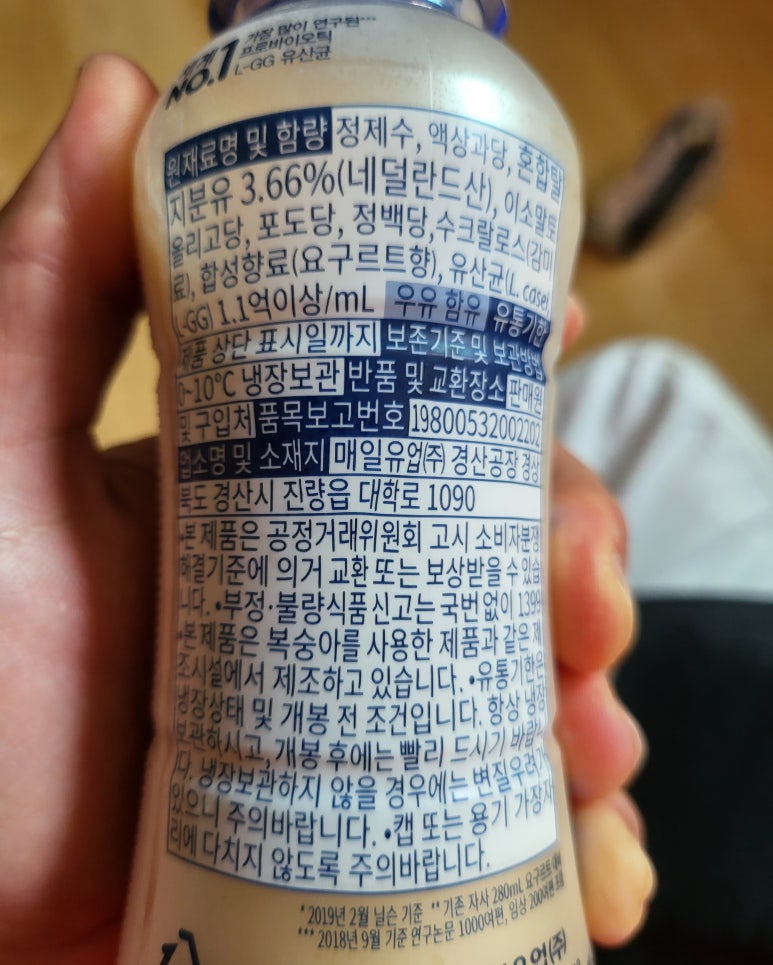 NO.1 가장 많이 연구된***
프로바이오틱
L-GG 유산균
원재료명 및 함량 정제수, 액상과당, 혼합탈
지분유 3.66%(네덜란드산), 이소말토
올리고당, 포도당, 정백당, 수크랄로스(감미
료), 합성향료(요구르트향), 유산균(L. casei
L-GG) 1.1억이상/mL 우유 함유 유통기한
제품 상단 표시일까지 보존기준 및 보관방법
0~10℃ 냉장보관 반품 및 교환장소 판매원
및 구입처 품목보고번호 19800532002202
업소명 및 소재지 매일유업㈜ 경산공장 경상
북도 경산시 진량읍 대학로 1090
•본 제품은 공정거래위원회 고시 소비자분쟁
해결기준에 의거 교환 또는 보상받을 수 있습
니다. •부정·불량식품 신고는 국번 없이 1399
•본 제품은 복숭아를 사용한 제품과 같은 제
조시설에서 제조하고 있습니다. •유통기한은
냉장상태 및 개봉 전 조건입니다. 항상 냉장
보관하시고, 개봉 후에는 빨리 드시기 바랍니
다. 냉장보관하지 않을 경우에는 변질우려가
있으니 주의바랍니다. •캡 또는 용기 가장자
리에 다치지 않도록 주의바랍니다.
*2019년 2월 닐슨 기준 **기존 자사 280mL 요구르트 대비
***2018년 9월 기준 연구논문 1000여편, 임상 200여편
유업(주)